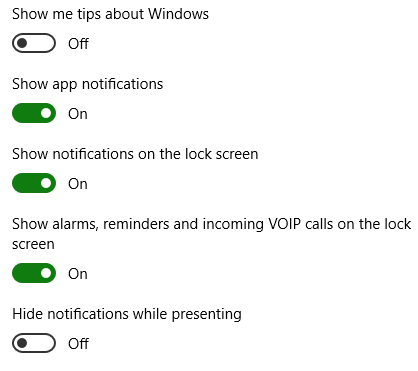 Show me tips about Windows
Off
Show app notifications
On
Show notifications on the lock screen
On
Show alarms, reminders and incoming VOIP calls on the lock
screen
On
Hide notifications while presenting
Off